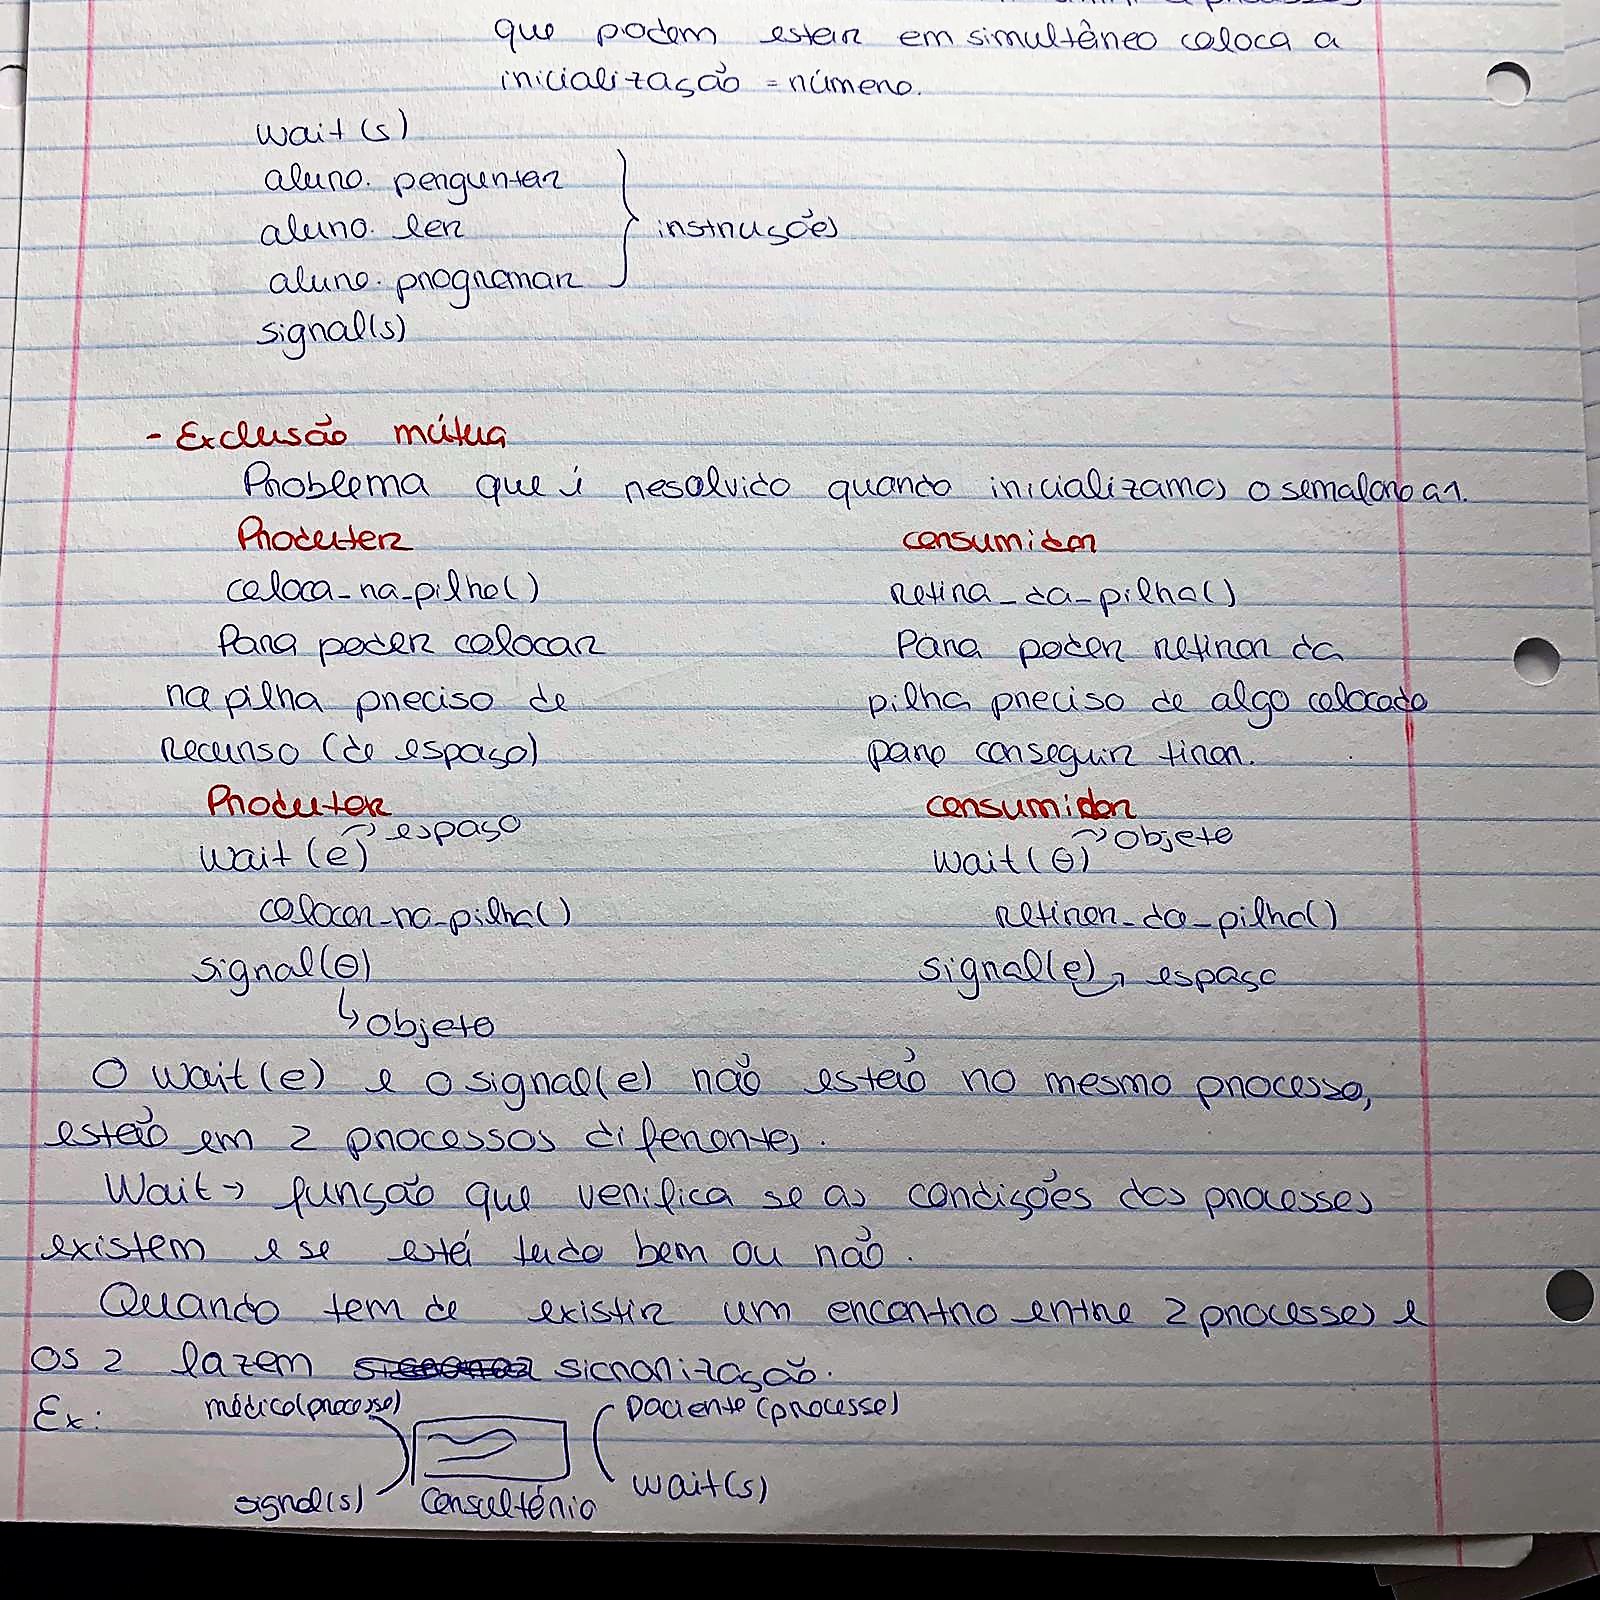 que podem estar em simultâneo coloca a
inicialização = número.
wait(s)
aluno. perguntar
aluno. ler
instruções
aluno. programar
signal(s)
- Exclusão mútua
Problema que é resolvido quando inicializamos o semaforo a 1.
Produtor consumidor
coloca_na_pilha() retira_da_pilha()
Para poder colocar Para poder retirar da
na pilha preciso de pilha preciso de algo colocado
recurso (de espaço) para conseguir tirar.
Produtor consumidor
espaço objeto
wait(e) wait(o)
colocar_na_pilha() retirar_da_pilha()
signal(o) signal(e) espaço
objeto
O wait(e) e o signal(e) não estão no mesmo processo,
estão em 2 processos diferentes.
Wait → função que verifica se as condições dos processos
existem e se está tudo bem ou não.
Quando tem de existir um encontro entre 2 processos e
os 2 fazem sicronização.
Ex: médico(processo) Paciente (processo)
signal(s) consultório wait(s)